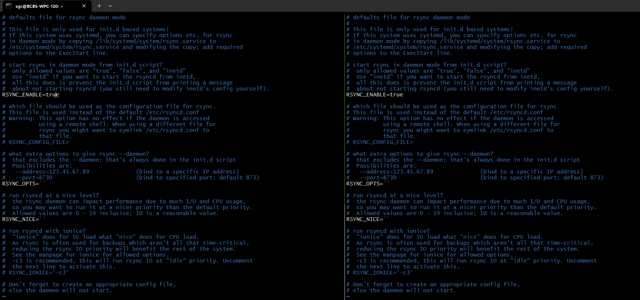 sgc@BCBS-WPC-12G: ~
# defaults file for rsync daemon mode
#
# This file is only used for init.d based systems!
# If this system uses systemd, you can specify options etc. for rsync
# in daemon mode by copying /lib/systemd/system/rsync.service to
# /etc/systemd/system/rsync.service and modifying the copy; add required
# options to the ExecStart line.

# start rsync in daemon mode from init.d script?
#  only allowed values are "true", "false", and "inetd"
#  Use "inetd" if you want to start the rsyncd from inetd,
#  all this does is prevent the init.d script from printing a message
#  about not starting rsyncd (you still need to modify inetd's config yourself).
RSYNC_ENABLE=true

# which file should be used as the configuration file for rsync.
# This file is used instead of the default /etc/rsyncd.conf
# Warning: This option has no effect if the daemon is accessed
#          using a remote shell. When using a different file for
#          rsync you might want to symlink /etc/rsyncd.conf to
#          that file.
# RSYNC_CONFIG_FILE=

# what extra options to give rsync --daemon?
#  that excludes the --daemon; that's always done in the init.d script
#  Possibilities are:
#   --address=123.45.67.89 (bind to a specific IP address)
#   --port=8730 (bind to specified port; default 873)
RSYNC_OPTS=''

# run rsyncd at a nice level?
#  the rsync daemon can impact performance due to much I/O and CPU usage,
#  so you may want to run it at a nicer priority than the default priority.
#  Allowed values are 0 - 19 inclusive; 10 is a reasonable value.
RSYNC_NICE=''

# run rsyncd with ionice?
#  "ionice" does for IO load what "nice" does for CPU load.
#  As rsync is often used for backups which aren't all that time-critical,
#  reducing the rsync IO priority will benefit the rest of the system.
#  See the manpage for ionice for allowed options.
#  -c3 is recommended, this will run rsync IO at "idle" priority. Uncomment
#  the next line to activate this.
# RSYNC_IONICE='-c3'

# Don't forget to create an appropriate config file,
# else the daemon will not start.
~
# defaults file for rsync daemon mode
#
# This file is only used for init.d based systems!
# If this system uses systemd, you can specify options etc. for rsync
# in daemon mode by copying /lib/systemd/system/rsync.service to
# /etc/systemd/system/rsync.service and modifying the copy; add required
# options to the ExecStart line.

# start rsync in daemon mode from init.d script?
#  only allowed values are "true", "false", and "inetd"
#  Use "inetd" if you want to start the rsyncd from inetd,
#  all this does is prevent the init.d script from printing a message
#  about not starting rsyncd (you still need to modify inetd's config yourself).
RSYNC_ENABLE=true

# which file should be used as the configuration file for rsync.
# This file is used instead of the default /etc/rsyncd.conf
# Warning: This option has no effect if the daemon is accessed
#          using a remote shell. When using a different file for
#          rsync you might want to symlink /etc/rsyncd.conf to
#          that file.
# RSYNC_CONFIG_FILE=

# what extra options to give rsync --daemon?
#  that excludes the --daemon; that's always done in the init.d script
#  Possibilities are:
#   --address=123.45.67.89 (bind to a specific IP address)
#   --port=8730 (bind to specified port; default 873)
RSYNC_OPTS=''

# run rsyncd at a nice level?
#  the rsync daemon can impact performance due to much I/O and CPU usage,
#  so you may want to run it at a nicer priority than the default priority.
#  Allowed values are 0 - 19 inclusive; 10 is a reasonable value.
RSYNC_NICE=''

# run rsyncd with ionice?
#  "ionice" does for IO load what "nice" does for CPU load.
#  As rsync is often used for backups which aren't all that time-critical,
#  reducing the rsync IO priority will benefit the rest of the system.
#  See the manpage for ionice for allowed options.
#  -c3 is recommended, this will run rsync IO at "idle" priority. Uncomment
#  the next line to activate this.
# RSYNC_IONICE='-c3'

# Don't forget to create an appropriate config file,
# else the daemon will not start.
~